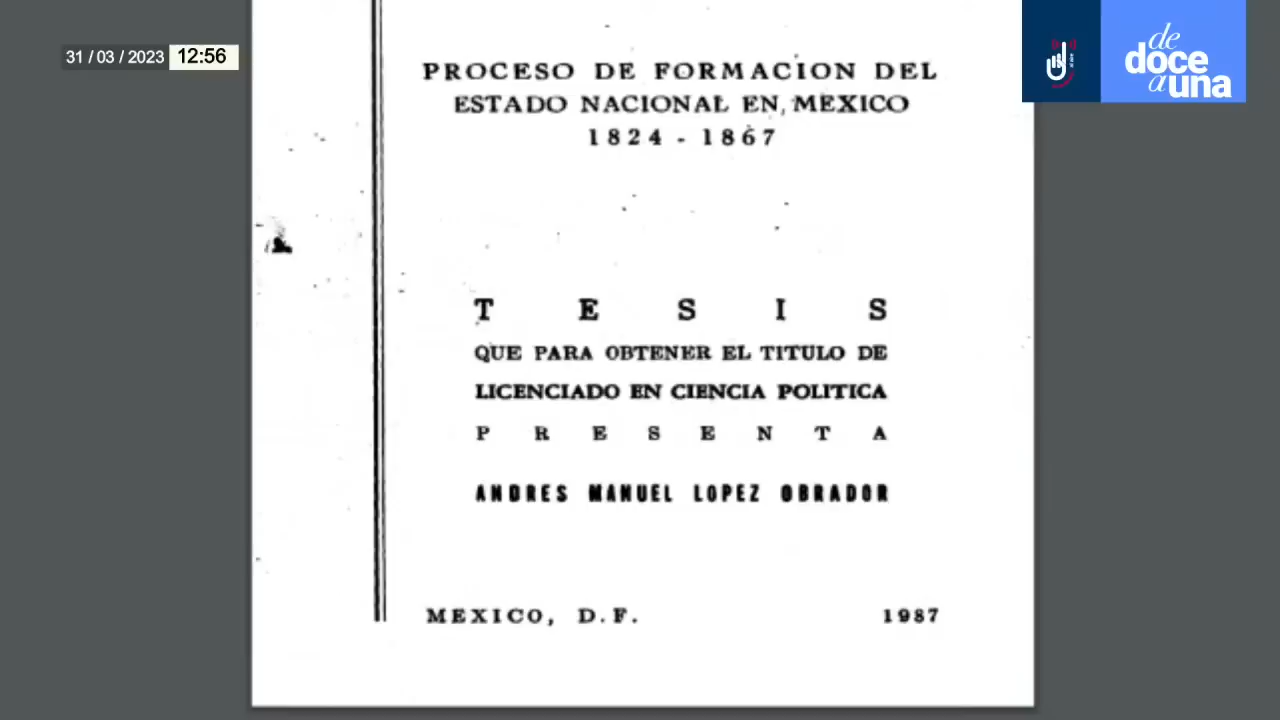 31 / 03 / 2023 12:56
de
doce
a una
PROCESO DE FORMACION DEL
ESTADO NACIONAL EN MEXICO
1824 - 1867
T E S I S
QUE PARA OBTENER EL TITULO DE
LICENCIADO EN CIENCIA POLITICA
P R E S E N T A
ANDRES MANUEL LOPEZ OBRADOR
MEXICO, D.F. 1987